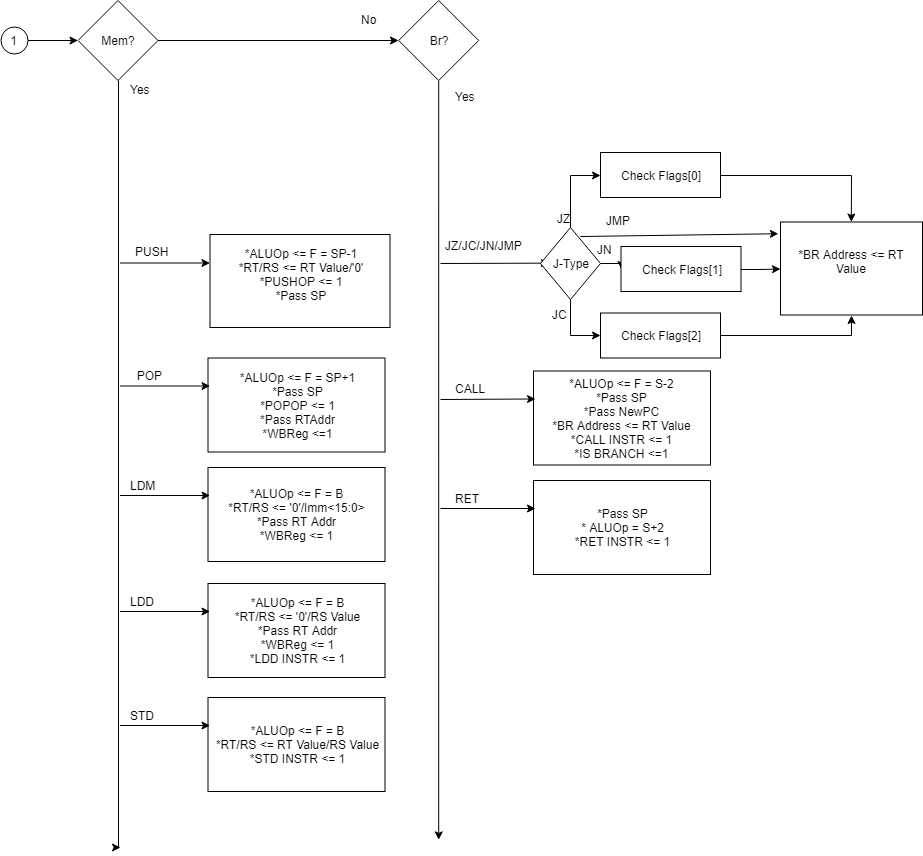 1
Mem?
No
Br?
Yes
Yes
PUSH
*ALUOp <= F = SP-1
*RT/RS <= RT Value/'0'
*PUSHOP <= 1
*Pass SP
POP
*ALUOp <= F = SP+1
*Pass SP
*POPOP <= 1
*Pass RTAddr
*WBReg <=1
LDM
*ALUOp <= F = B
*RT/RS <= '0'/Imm<15:0>
*Pass RT Addr
*WBReg <= 1
LDD
*ALUOp <= F = B
*RT/RS <= '0'/RS Value
*Pass RT Addr
*WBReg <= 1
*LDD INSTR <= 1
STD
*ALUOp <= F = B
*RT/RS <= RT Value/RS Value
*STD INSTR <= 1
JZ/JC/JN/JMP
J-Type
JZ
Check Flags[0]
JMP
JN
Check Flags[1]
JC
Check Flags[2]
*BR Address <= RT
Value
CALL
*ALUOp <= F = S-2
*Pass SP
*Pass NewPC
*BR Address <= RT Value
*CALL INSTR <= 1
*IS BRANCH <=1
RET
*Pass SP
* ALUOp = S+2
*RET INSTR <= 1